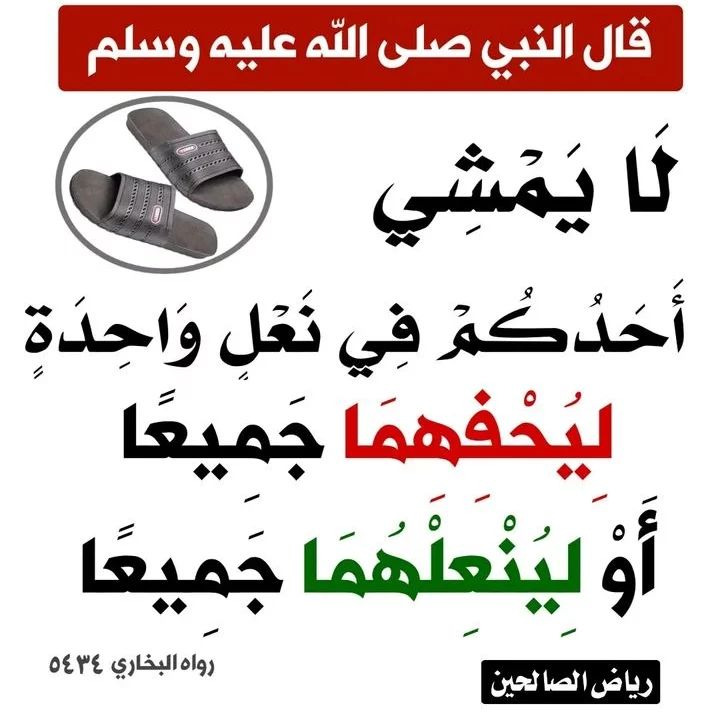 قال النبي صلى الله عليه وسلم
لَا يَمْشِي
أَحَدُكُمْ فِي نَعْلٍ وَاحِدَةٍ
لِيُحْفِهِمَا جَمِيعًا
أَوْ لِيُنْعِلْهُمَا جَمِيعًا
رواه البخاري ٥٤٣٤
رياض الصالحين